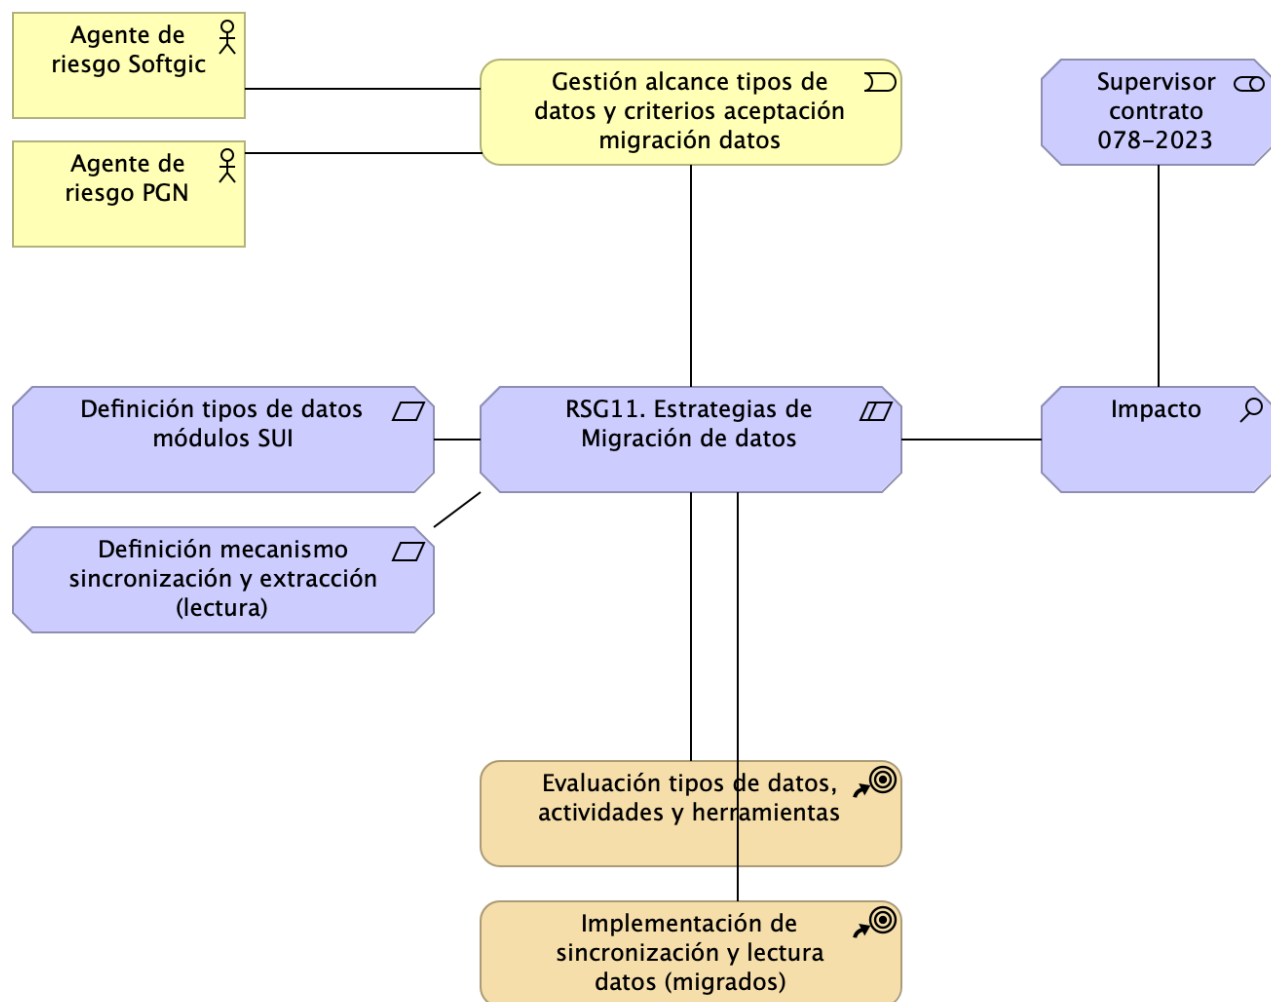 Agente de
riesgo Softgic
Gestión alcance tipos de
datos y criterios aceptación
migración datos
Supervisor
contrato
078-2023
Agente de
riesgo PGN
Definición tipos de datos
módulos SUI
RSG11. Estrategias de
Migración de datos
Impacto
Definición mecanismo
sincronización y extracción
(lectura)
Evaluación tipos de datos,
actividades y herramientas
Implementación de
sincronización y lectura
datos (migrados)